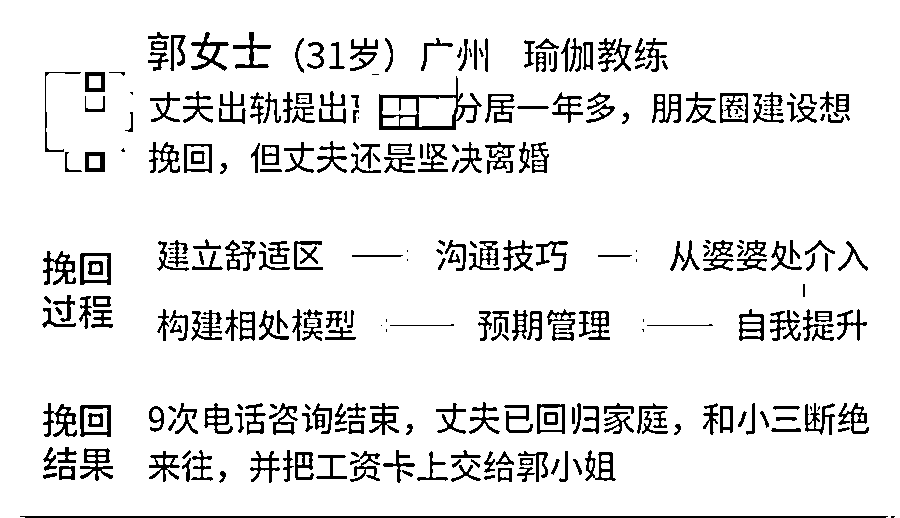 郭女士（31岁）广州 瑜伽教练
丈夫出轨提出 分居一年多，朋友圈建设想
挽回，但丈夫还是坚决离婚
挽回
过程
建立舒适区 — 沟通技巧 — 从婆婆处介入
构建相处模型 — 预期管理 — 自我提升
挽回
结果
9次电话咨询结束，丈夫已回归家庭，和小三断绝
来往，并把工资卡上交给郭小姐